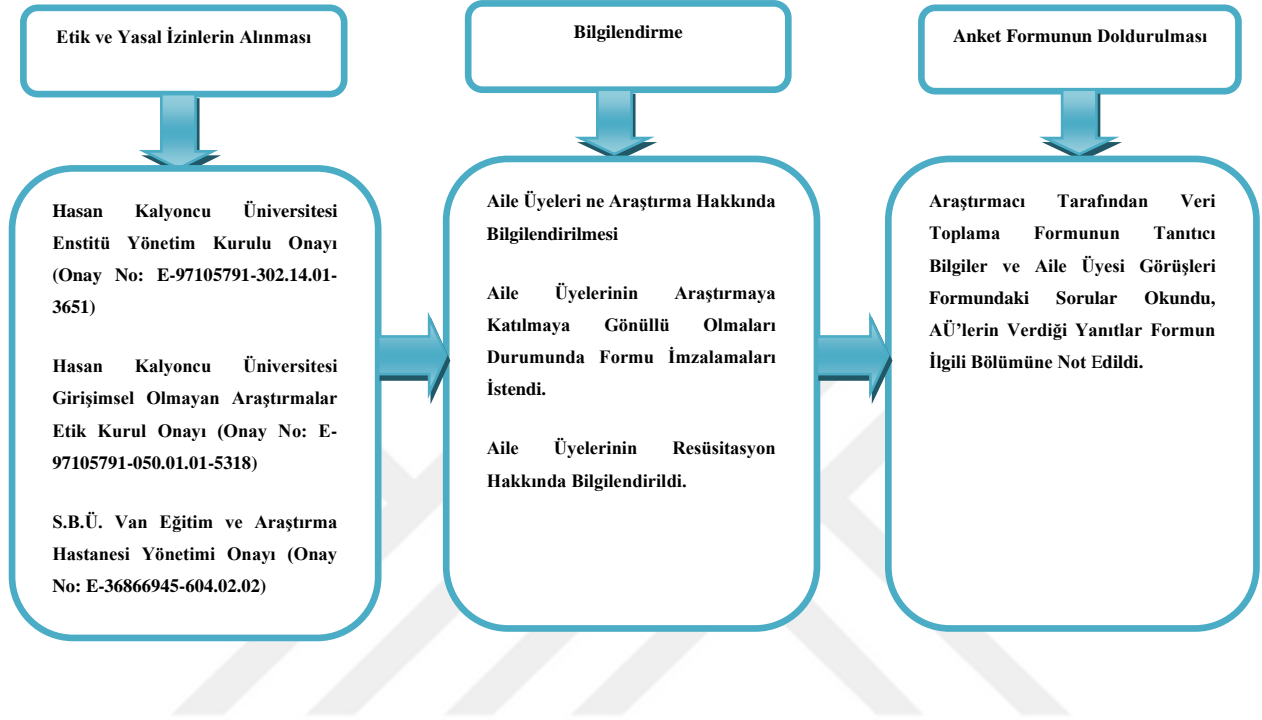 Etik ve Yasal İzinlerin Alınması
Hasan Kalyoncu Üniversitesi
Enstitü Yönetim Kurulu Onayı
(Onay No: E-97105791-302.14.01-
3651)
Hasan Kalyoncu Üniversitesi
Girişimsel Olmayan Araştırmalar
Etik Kurul Onayı (Onay No: E-
97105791-050.01.01-5318)
S.B.Ü. Van Eğitim ve Araştırma
Hastanesi Yönetimi Onayı (Onay
No: E-36866945-604.02.02)
Bilgilendirme
Aile Üyeleri ne Araştırma Hakkında
Bilgilendirilmesi
Aile Üyelerinin Araştırmaya
Katılmaya Gönüllü Olmaları
Durumunda Formu İmzalamaları
İstendi.
Aile Üyelerinin Resüsitasyon
Hakkında Bilgilendirildi.
Anket Formunun Doldurulması
Araştırmacı Tarafından Veri
Toplama Formunun Tanıtıcı
Bilgiler ve Aile Üyesi Görüşleri
Formundaki Sorular Okundu,
AÜ’lerin Verdiği Yanıtlar Formun
İlgili Bölümüne Not Edildi.